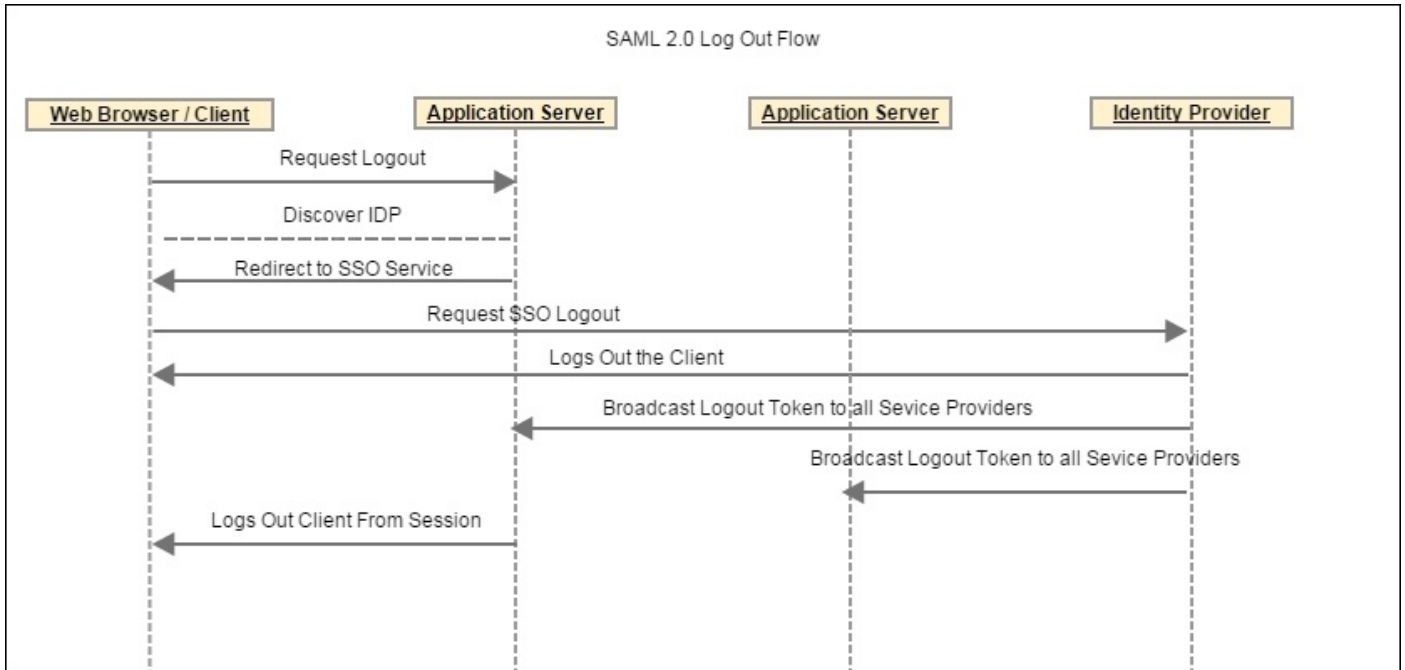 SAML 2.0 Log Out Flow
Web Browser / Client
Application Server
Application Server
Identity Provider
Request Logout
Discover IDP
Redirect to SSO Service
Request SSO Logout
Logs Out the Client
Broadcast Logout Token to all Sevice Providers
Broadcast Logout Token to all Sevice Providers
Logs Out Client From Session